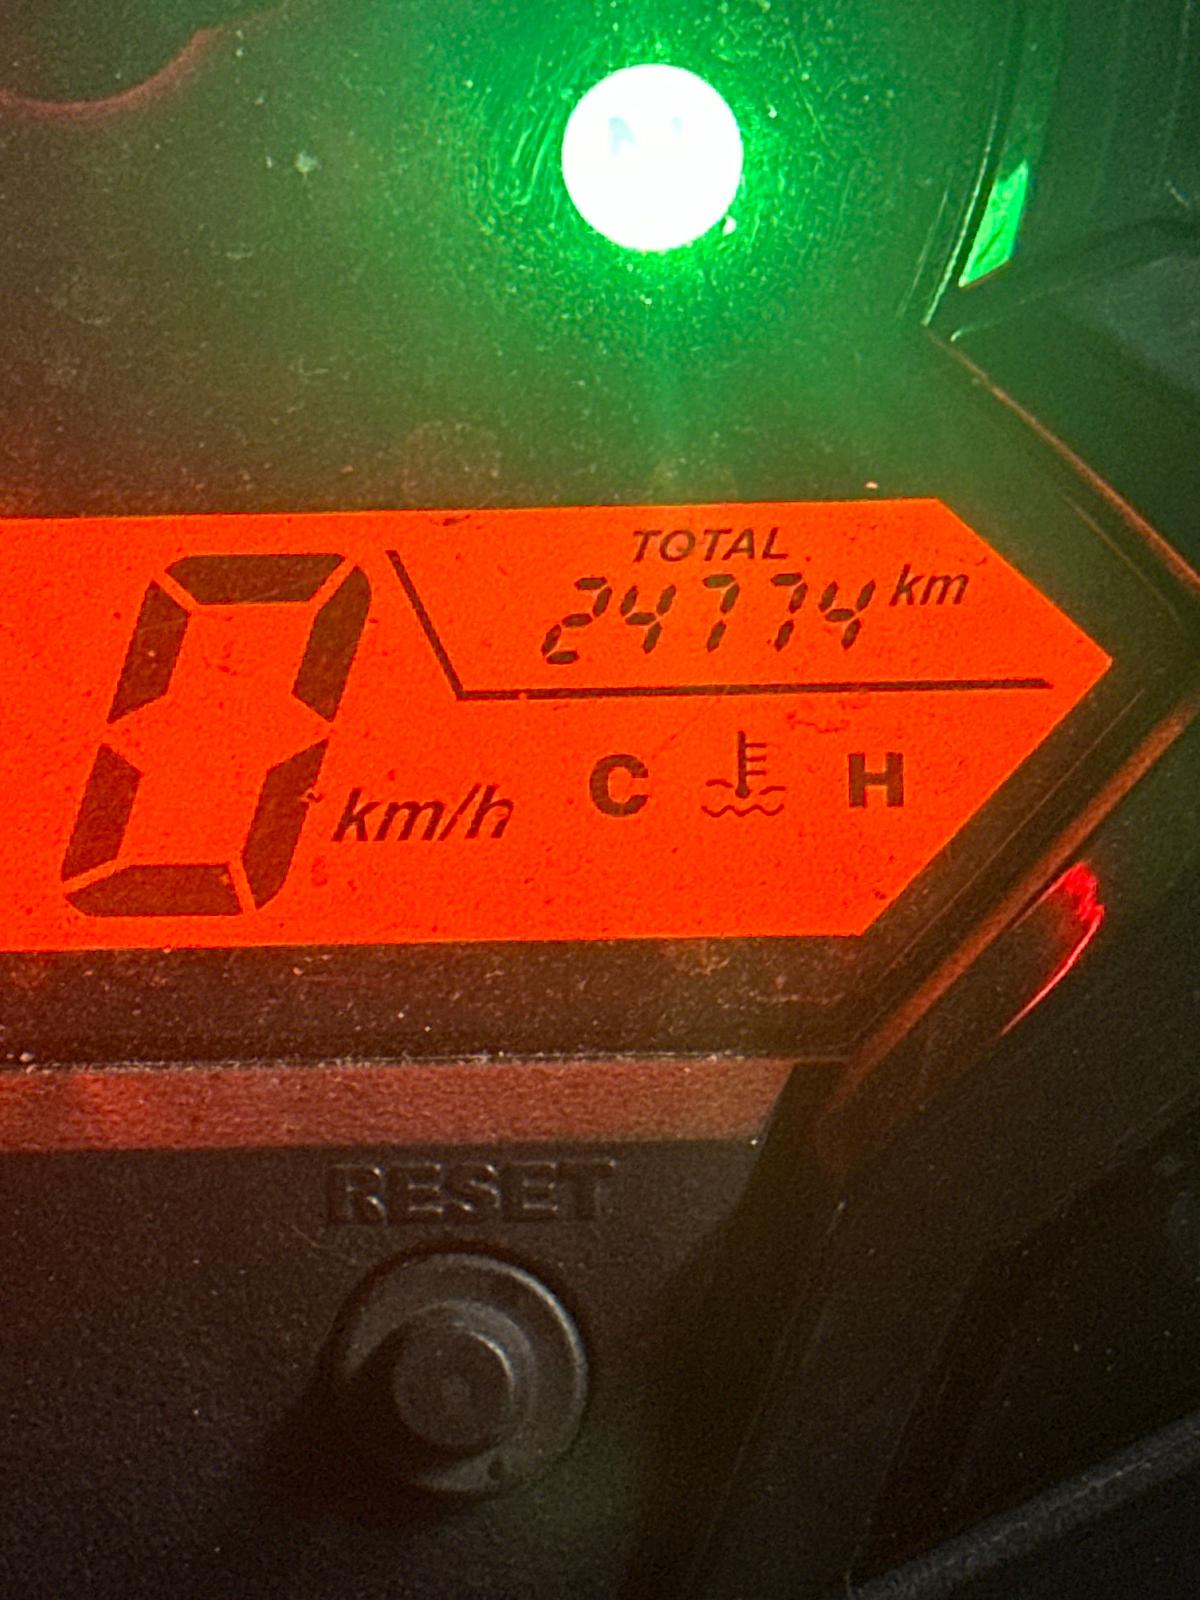 TOTAL
24774 km
0 km/h
C H
RESET